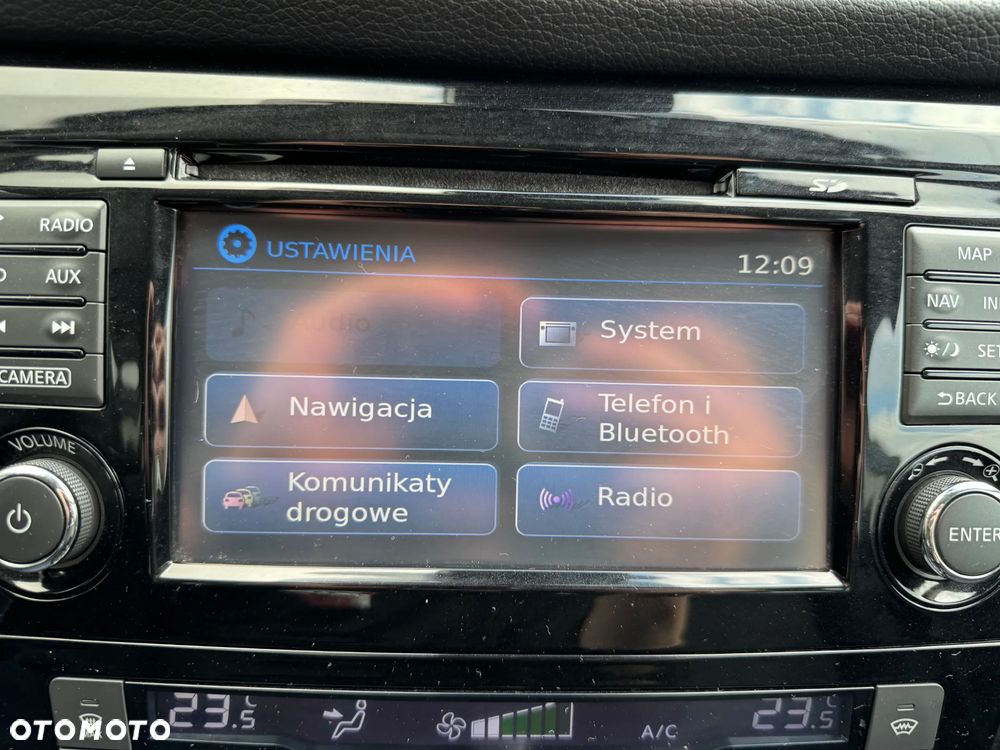 SD
RADIO
AUX
CAMERA
VOLUME
USTAWIENIA
12:09
Audio
System
Nawigacja
Telefon i
Bluetooth
Komunikaty
drogowe
Radio
MAP
NAV
BACK
ENTER
23.5°C
A/C
23.5°C
OTOMOTO